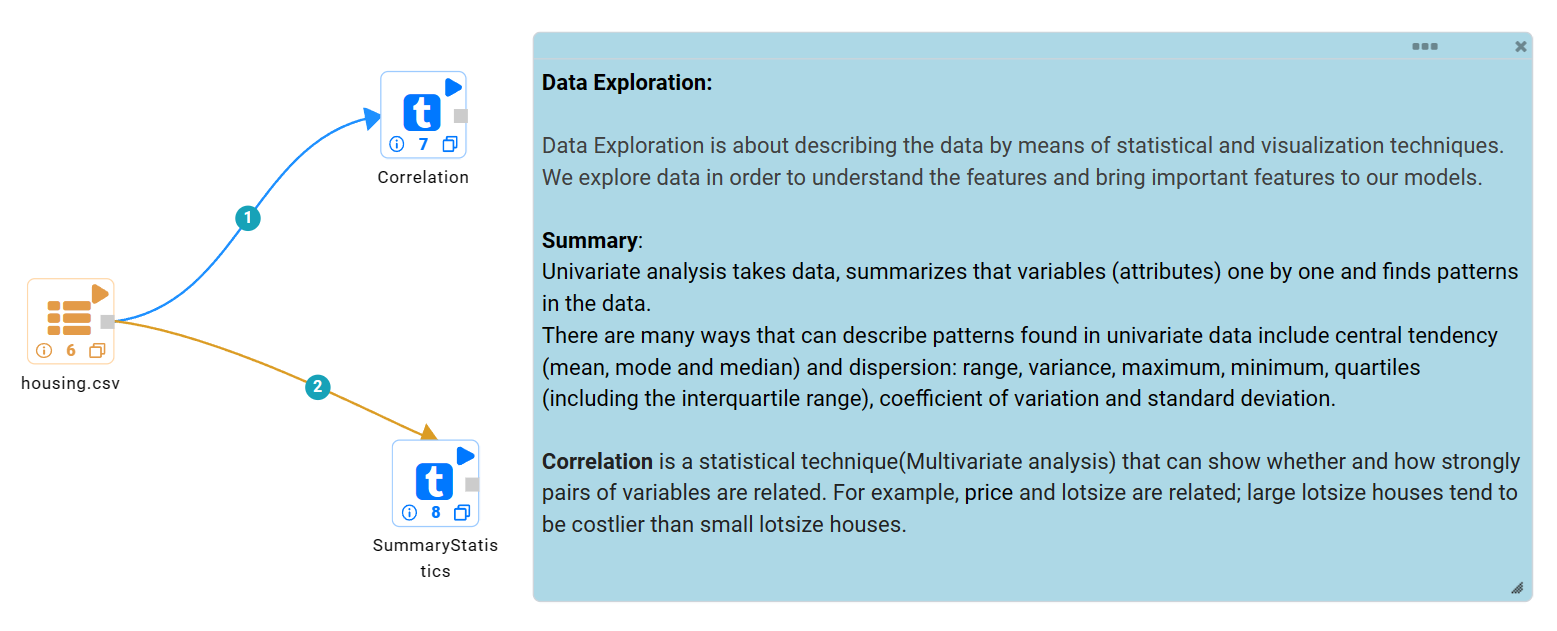 t
7
Correlation
1
6
housing.csv
2
t
8
SummaryStatis
tics
Data Exploration:
Data Exploration is about describing the data by means of statistical and visualization techniques.
We explore data in order to understand the features and bring important features to our models.
Summary:
Univariate analysis takes data, summarizes that variables (attributes) one by one and finds patterns
in the data.
There are many ways that can describe patterns found in univariate data include central tendency
(mean, mode and median) and dispersion: range, variance, maximum, minimum, quartiles
(including the interquartile range), coefficient of variation and standard deviation.
Correlation is a statistical technique(Multivariate analysis) that can show whether and how strongly
pairs of variables are related. For example, price and lotsize are related; large lotsize houses tend to
be costlier than small lotsize houses.